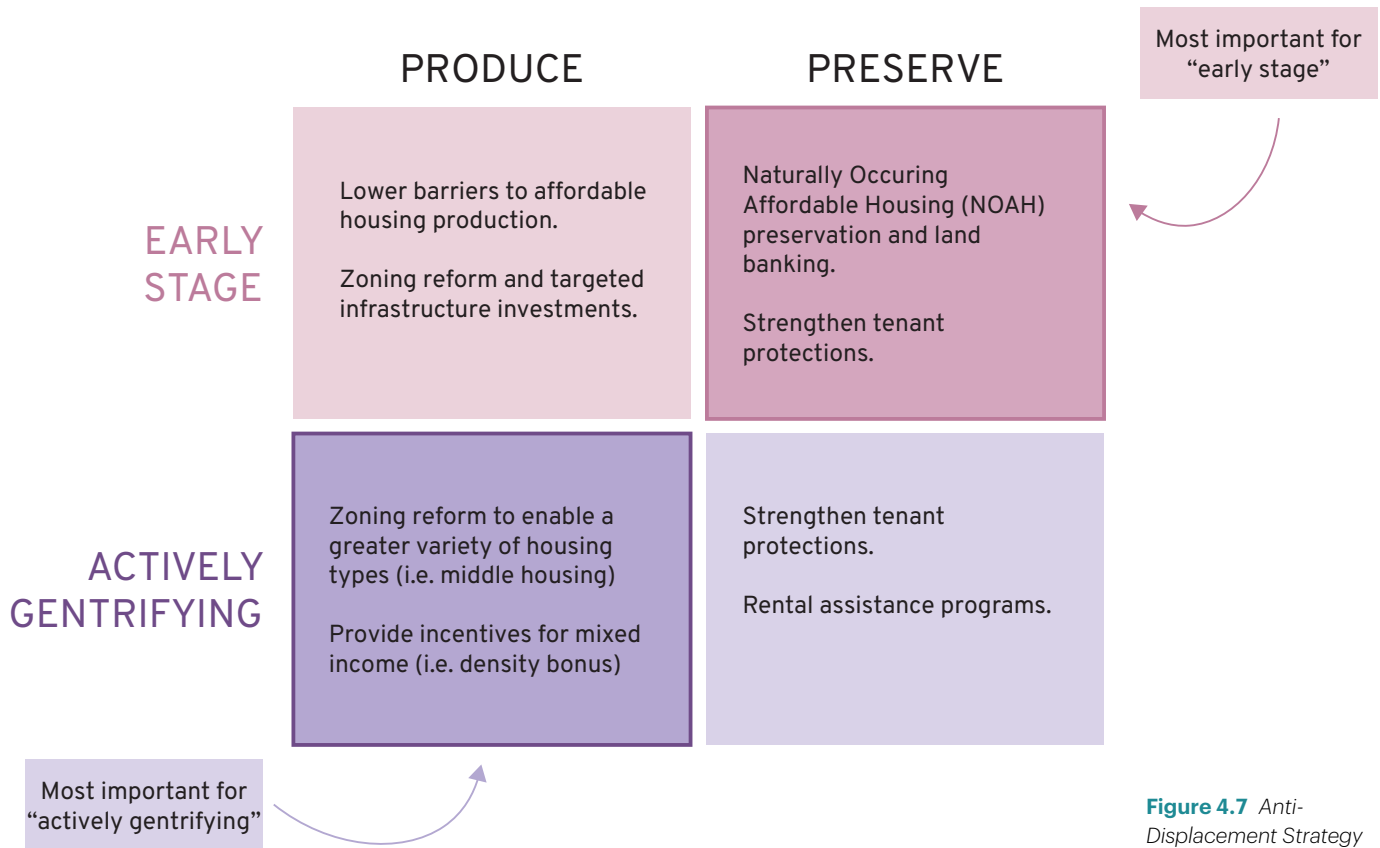 Most important for
“early stage”
PRODUCE
PRESERVE
EARLY
STAGE
Lower barriers to affordable
housing production.
Zoning reform and targeted
infrastructure investments.
Naturally Occuring
Affordable Housing (NOAH)
preservation and land
banking.
Strengthen tenant
protections.
ACTIVELY
GENTRIFYING
Zoning reform to enable a
greater variety of housing
types (i.e. middle housing)
Provide incentives for mixed
income (i.e. density bonus)
Strengthen tenant
protections.
Rental assistance programs.
Most important for
“actively gentrifying”
Figure 4.7 Anti-
Displacement Strategy